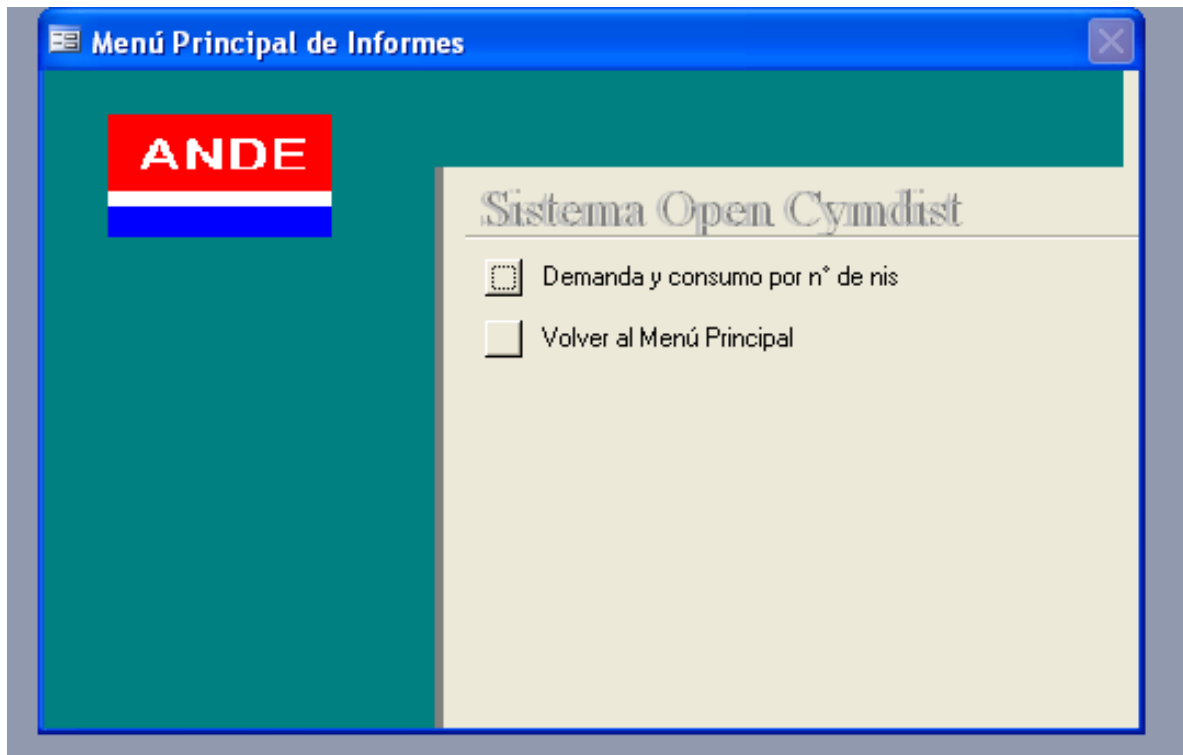 Menú Principal de Informes
ANDE
Sistema Open Cymdist
Demanda y consumo por n° de nis
Volver al Menú Principal